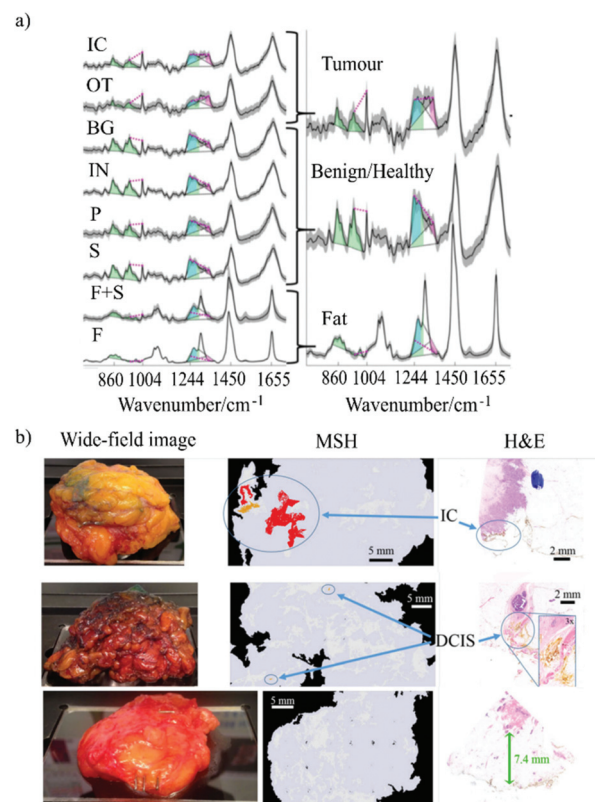 a)
IC
OT
BG
IN
P
S
F+S
F
860 1004 1244 1450 1655
Wavenumber/cm-1
Tumour
Benign/Healthy
Fat
860 1004 1244 1450 1655
Wavenumber/cm-1
b)
Wide-field image
MSH
H&E
IC
5 mm
2 mm
5 mm
2 mm
3x
DCIS
5 mm
7.4 mm